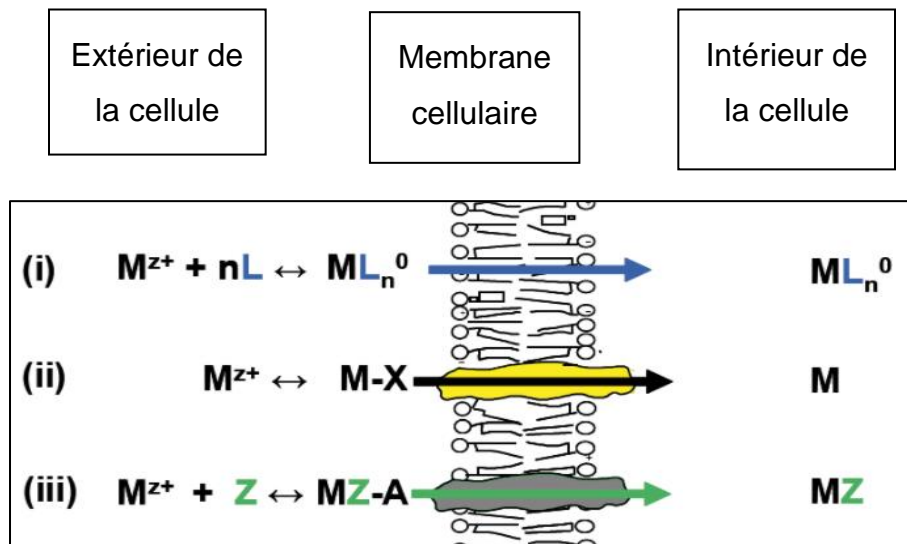 Extérieur de
la cellule
Membrane
cellulaire
Intérieur de
la cellule
(i) Mᶻ⁺ + nL ↔ MLₙ⁰ MLₙ⁰
(ii) Mᶻ⁺ ↔ M-X M
(iii) Mᶻ⁺ + Z ↔ MZ-A MZ